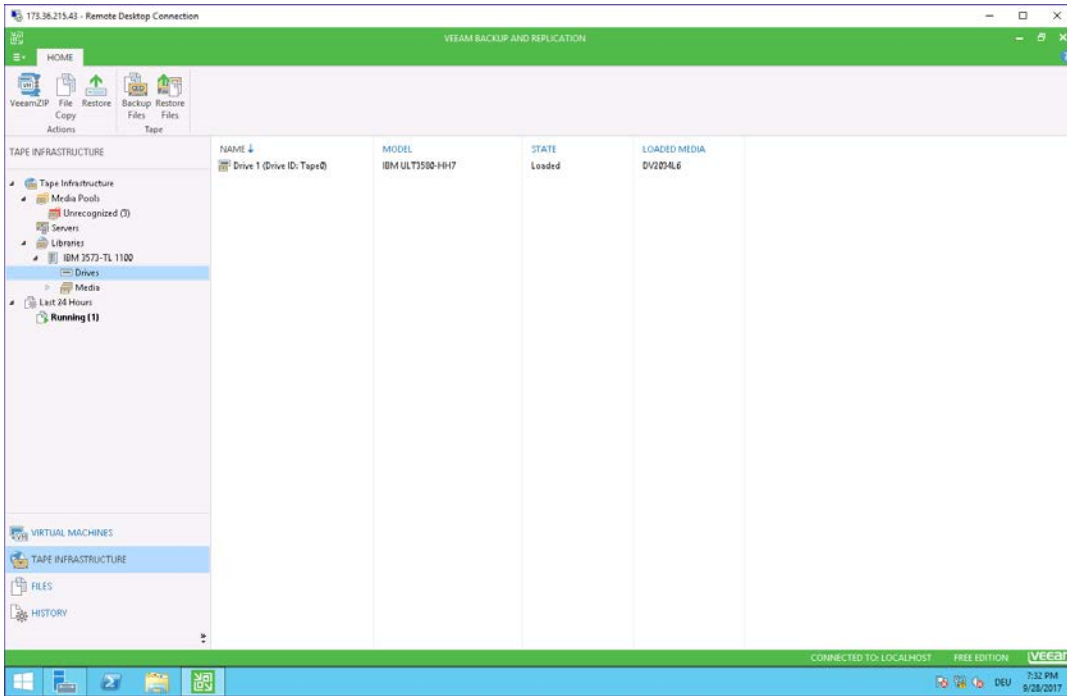 173.36.215.43 - Remote Desktop Connection
VEEAM BACKUP AND REPLICATION
HOME
VeeamZIP File Copy Restore Backup Files Restore Files
Actions Tape
TAPE INFRASTRUCTURE
Tape Infrastructure
Media Pools
Unrecognized (3)
Servers
Libraries
IBM 3573-TL 1100
Drives
Media
Last 24 Hours
Running (1)
NAME MODEL STATE LOADED MEDIA
Drive 1 (Drive ID: Tape0) IBM ULT3580-HH7 Loaded DV2034L6
VIRTUAL MACHINES
TAPE INFRASTRUCTURE
FILES
HISTORY
CONNECTED TO: LOCALHOST FREE EDITION veeam
DEU 7:32 PM
9/28/2017